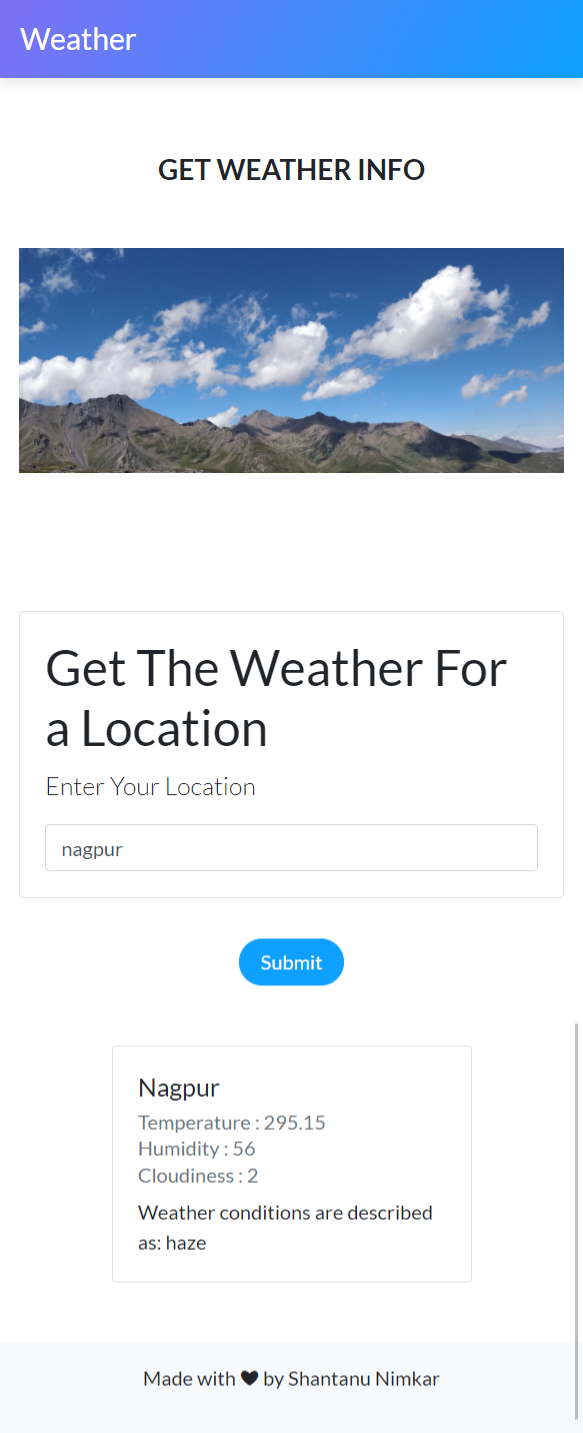 Weather
GET WEATHER INFO
Get The Weather For
a Location
Enter Your Location
nagpur
Submit
Nagpur
Temperature : 295.15
Humidity : 56
Cloudiness : 2
Weather conditions are described
as: haze
Made with ❤ by Shantanu Nimkar